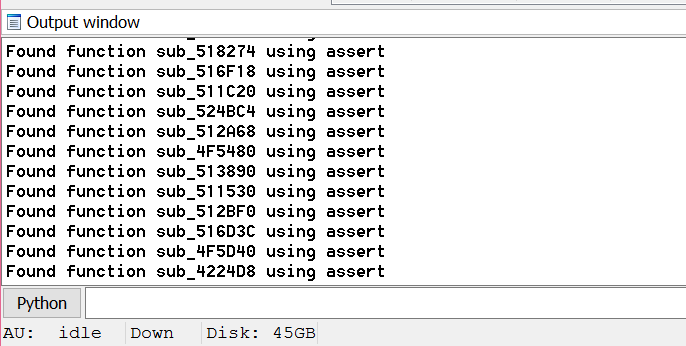 Output window
Found function sub_518274 using assert
Found function sub_516F18 using assert
Found function sub_511C20 using assert
Found function sub_524BC4 using assert
Found function sub_512A68 using assert
Found function sub_4F5480 using assert
Found function sub_513890 using assert
Found function sub_511530 using assert
Found function sub_512BF0 using assert
Found function sub_516D3C using assert
Found function sub_4F5D40 using assert
Found function sub_4224D8 using assert
Python
AU: idle Down Disk: 45GB